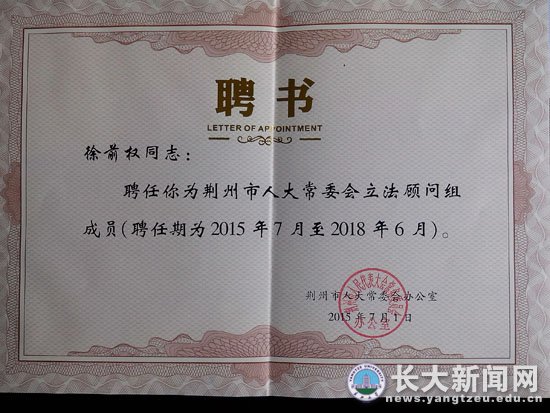 聘书
LETTER OF APPOINTMENT
徐前权同志：
聘任你为荆州市人大常委会立法顾问组
成员(聘任期为2015年7月至2018年6月)。
荆州市人大常委会办公室
2015年7月1日
办公室
长大新闻网
news.yangtzeu.edu.cn